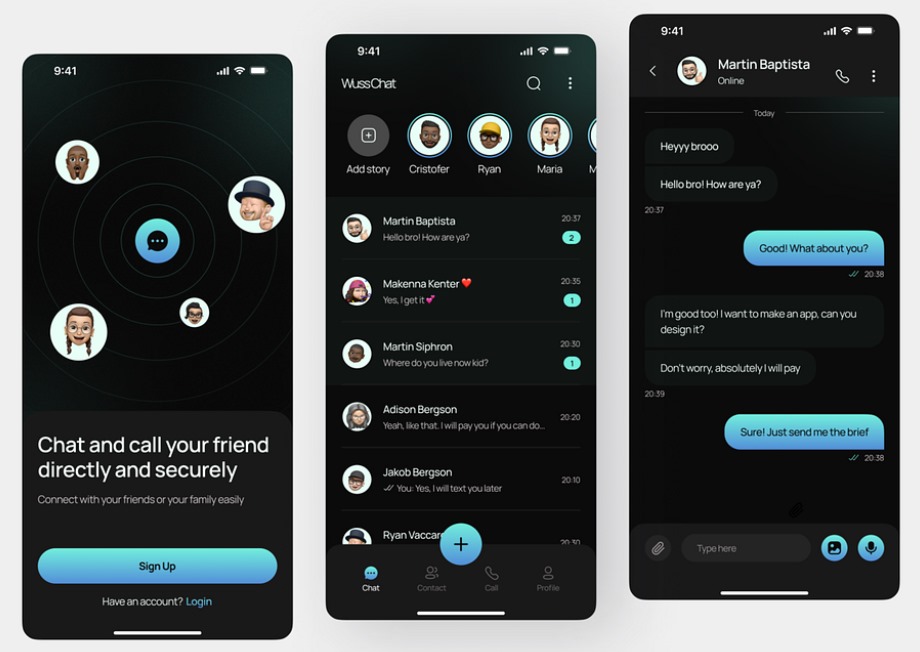 9:41
Chat and call your friend
directly and securely
Connect with your friends or your family easily
Sign Up
Have an account? Login
9:41
WussChat
Add story
Cristofer
Ryan
Maria
M
Martin Baptista
20:37
Hello bro! How are ya?
2
Makenna Kenter ❤️
20:35
Yes, I get it 💕
1
Martin Siphron
20:30
Where do you live now kid?
1
Adison Bergson
20:20
Yeah, like that. I will pay you if you can do...
Jakob Bergson
20:10
You: Yes, I will text you later
Ryan Vaccar
20:30
Chat
Contact
Call
Profile
9:41
Martin Baptista
Online
Today
Heyyy brooo
Hello bro! How are ya?
20:37
Good! What about you?
20:38
I'm good too! I want to make an app, can you
design it?
Don't worry, absolutely I will pay
20:39
Sure! Just send me the brief
20:38
Type here